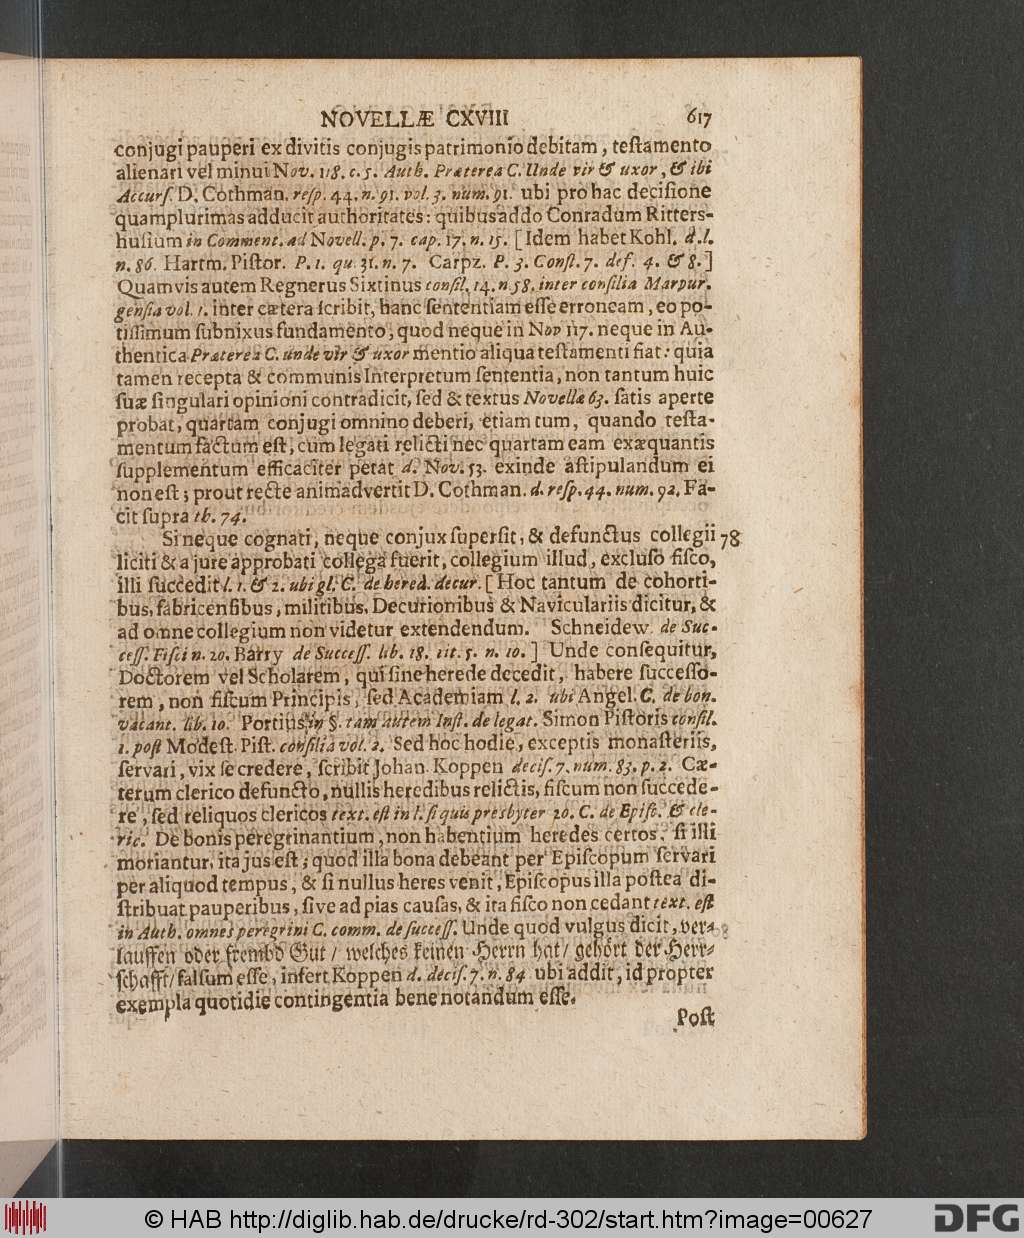 NOVELLÆ CXVIII 617
conjugi pauperi ex divitis conjugis patrimonio debitam, teſtamento
alienari vel minui Nov. 118. c. 5. Auth. Præterea C. Unde vir & uxor, & ibi
Accurſ. D. Cothman. reſp. 44. n. 91. vol. 3. num. 91. ubi pro hac deciſione
quamplurimas adducit authoritates: quibus addo Conradum Ritters-
huſium in Comment. ad Novell. p. 7. cap. 17. n. 15. [Idem habet Kohl. d. l.
n. 86. Hartm. Piſtor. P. 1. qu. 31. n. 7. Carpz. P. 3. Conſt. 7. def. 4. & 8.]
Quamvis autem Regnerus Sixtinus conſil. 14. n. 58. inter conſilia Marpur-
genſia vol. 1. inter cætera ſcribit, hanc ſententiam eſſe erroneam, eo po-
tiſſimum ſubnixus fundamento, quod neque in Nov 117. neque in Au-
thentica Præterea C. unde vir & uxor mentio aliqua teſtamenti fiat: quia
tamen recepta & communis Interpretum ſententia, non tantum huic
ſuæ ſingulari opinioni contradicit, ſed & textus Novella 63. ſatis aperte
probat, quartam conjugi omnino deberi, etiam tum, quando teſta-
mentum factum eſt, cum legati relicti nec quartam eam exæquantis
ſupplementum efficaciter petat d. Nov. 53. exinde aſtipulandum ei
non eſt; prout recte animadvertit D. Cothman. d. reſp. 44. num. 92. Fa-
cit ſupra th. 74.
Si neque cognati, neque conjux ſuperſit, & defunctus collegii 78
liciti & a jure approbati collega fuerit, collegium illud, excluſo fiſco,
illi ſuccedit l. 1. & 2. ubi gl. C. de hered. decur. [Hoc tantum de cohorti-
bus, fabricenſibus, militibus, Decurionibus & Naviculariis dicitur, &
ad omne collegium non videtur extendendum. Schneidew. de Suc-
ceſſ. Fiſci n. 20. Barry de Succeſſ. lib. 18. tit. 5. n. 10.] Unde conſequitur,
Doctorem vel Scholarem, qui ſine herede decedit, habere ſucceſſo-
rem, non fiſcum Principis, ſed Academiam l. 2. ubi Angel. C. de bon.
vacant. lib. 10. Portius in §. tam autem Inſt. de legat. Simon Piſtoris conſil.
1. poſt Modeſt. Piſt. conſilia vol. 2. Sed hoc hodie, exceptis monaſteriis,
ſervari, vix ſe credere, ſcribit Johan. Koppen deciſ. 7. num. 83. p. 2. Cæ-
terum clerico defuncto, nullis heredibus relictis, fiſcum non ſuccede-
re, ſed reliquos clericos text. eſt in l. ſi quis presbyter 20. C. de Epiſc. & cle-
ric. De bonis peregrinantium, non habentium heredes certos, ſi illi
moriantur, ita jus eſt; quod illa bona debeant per Epiſcopum ſervari
per aliquod tempus, & ſi nullus heres venit, Epiſcopus illa poſtea di-
ſtribuat pauperibus, ſive ad pias cauſas, & ita fiſco non cedant text. eſt
in Auth. omnes peregrini C. comm. de ſucceſſ. Unde quod vulgus dicit, ver-
lauffen oder frembd Gut / welches keinen Herrn hat / gehört der Herr-
ſchafft / falſum eſſe, infert Koppen d. deciſ. 7. n. 84 ubi addit, id propter
exempla quotidie contingentia bene notandum eſſe.
Poſt
© HAB http://diglib.hab.de/drucke/rd-302/start.htm?image=00627 DFG